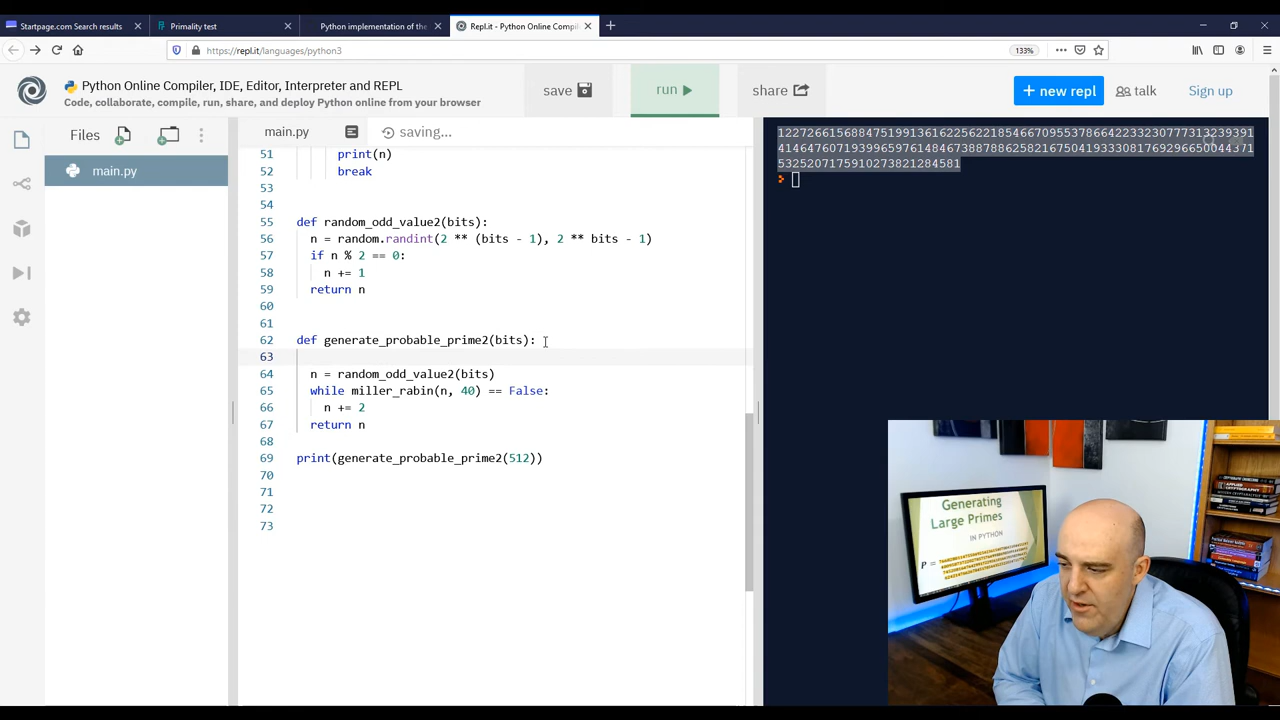 Startpage.com Search results
Primality test
Python implementation of the
Repl.it - Python Online Compil
https://repl.it/languages/python3
133%
Python Online Compiler, IDE, Editor, Interpreter and REPL
Code, collaborate, compile, run, share, and deploy Python online from your browser
save
run
share
+ new repl
talk
Sign up
Files
main.py
main.py
saving...
51 print(n)
52 break
53
54
55 def random_odd_value2(bits):
56 n = random.randint(2 ** (bits - 1), 2 ** bits - 1)
57 if n % 2 == 0:
58 n += 1
59 return n
60
61
62 def generate_probable_prime2(bits):
63
64 n = random_odd_value2(bits)
65 while miller_rabin(n, 40) == False:
66 n += 2
67 return n
68
69 print(generate_probable_prime2(512))
70
71
72
73
12272661568847519913616225622185466709553786642233230777313239391
41464760719399659761484673887886258216750419333081769296650044371
5325207175910273821284581
Generating
Large Primes
IN PYTHON
P =